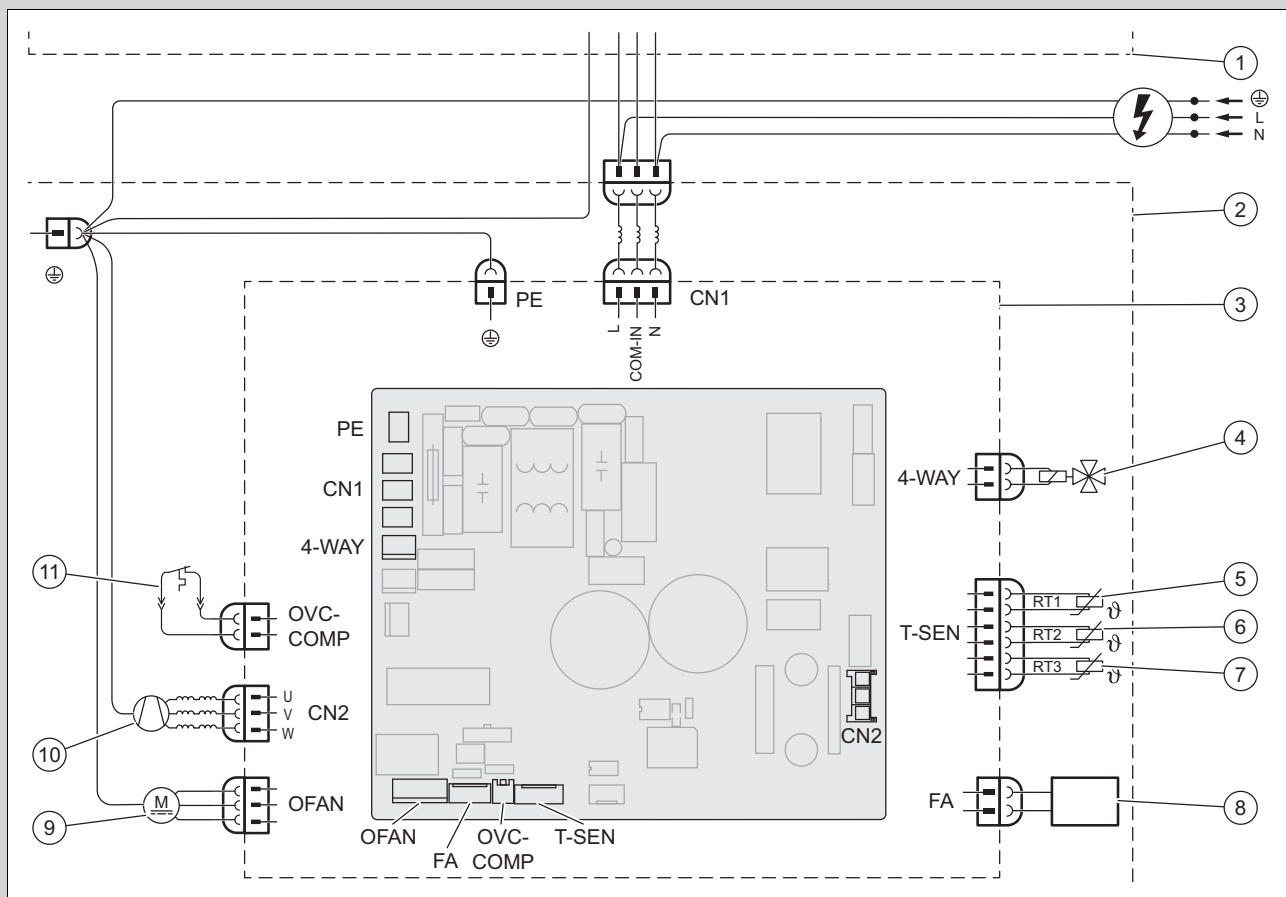 1
L
N
2
PE
CN1
L
COM-IN
N
3
PE
CN1
4-WAY
4-WAY
4
11
OVC-
COMP
T-SEN
RT1
ϑ
5
RT2
ϑ
6
RT3
ϑ
7
U
V
W
CN2
10
CN2
M
OFAN
9
FA
8
OFAN
FA
OVC-
COMP
T-SEN